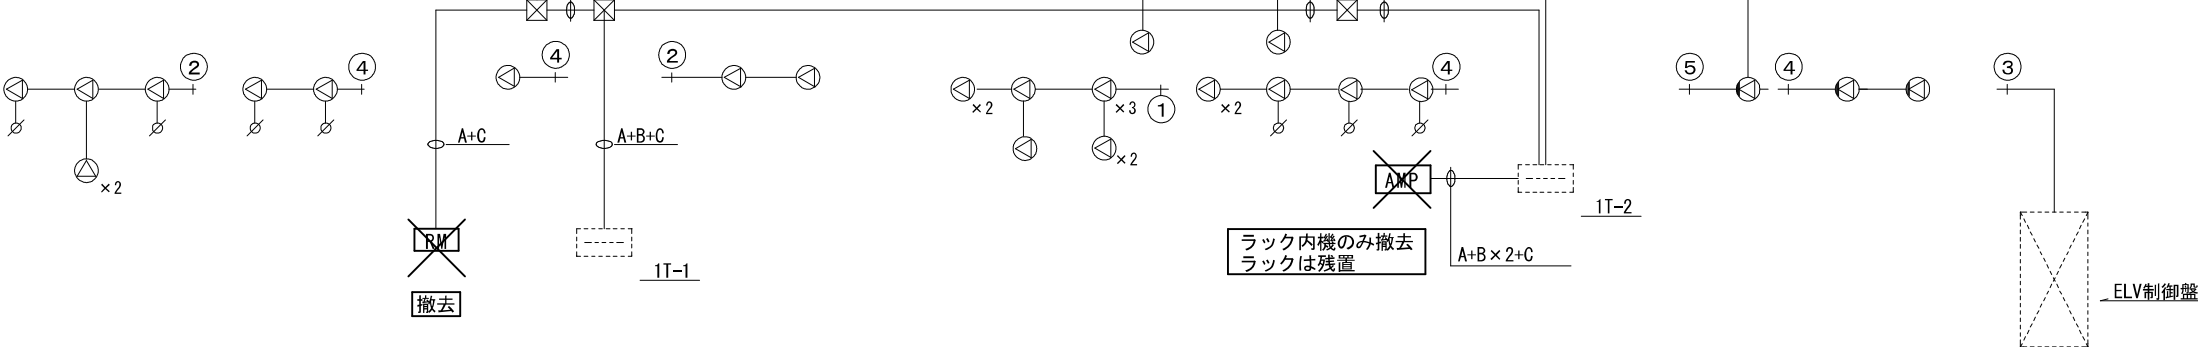 ②
④
④
②
⑤
④
③
×2
×3
①
×2
④
A+C
A+B+C
×2
×2
AMP
1T-2
RM
ラック内機のみ撤去
ラックは残置
A+B×2+C
1T-1
撤去
ELV制御盤